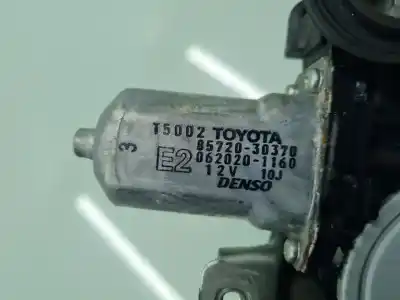 T5002 TOYOTA
3
E2
85720-30370
062020-1160
12V 10J
DENSO